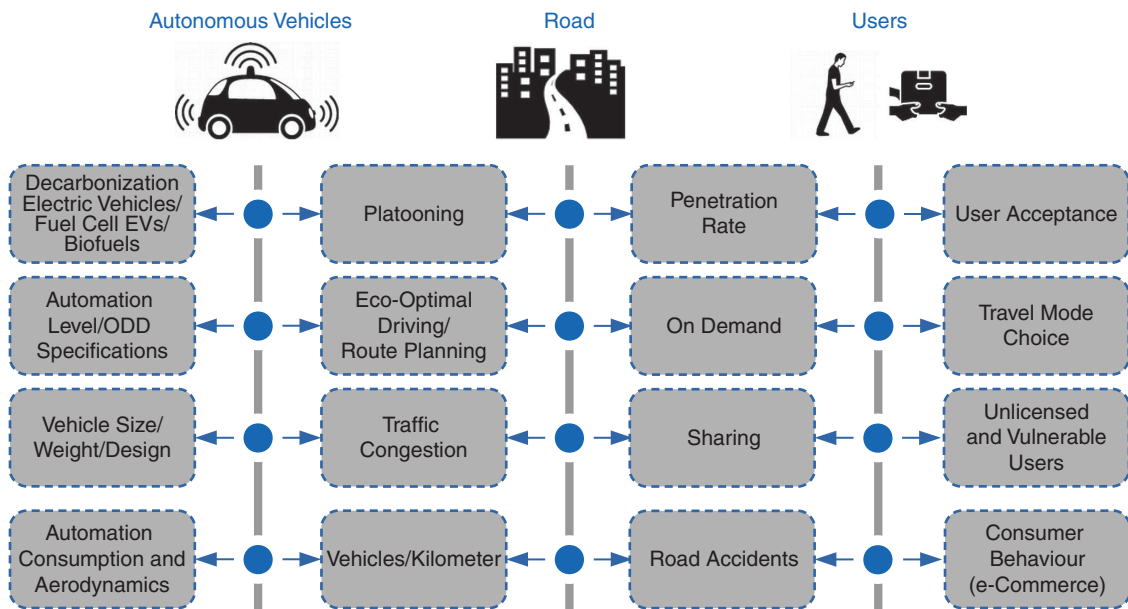 Autonomous Vehicles
Road
Users
Decarbonization
Electric Vehicles/
Fuel Cell EVs/
Biofuels
Platooning
Penetration
Rate
User Acceptance
Automation
Level/ODD
Specifications
Eco-Optimal
Driving/
Route Planning
On Demand
Travel Mode
Choice
Vehicle Size/
Weight/Design
Traffic
Congestion
Sharing
Unlicensed
and Vulnerable
Users
Automation
Consumption and
Aerodynamics
Vehicles/Kilometer
Road Accidents
Consumer
Behaviour
(e-Commerce)